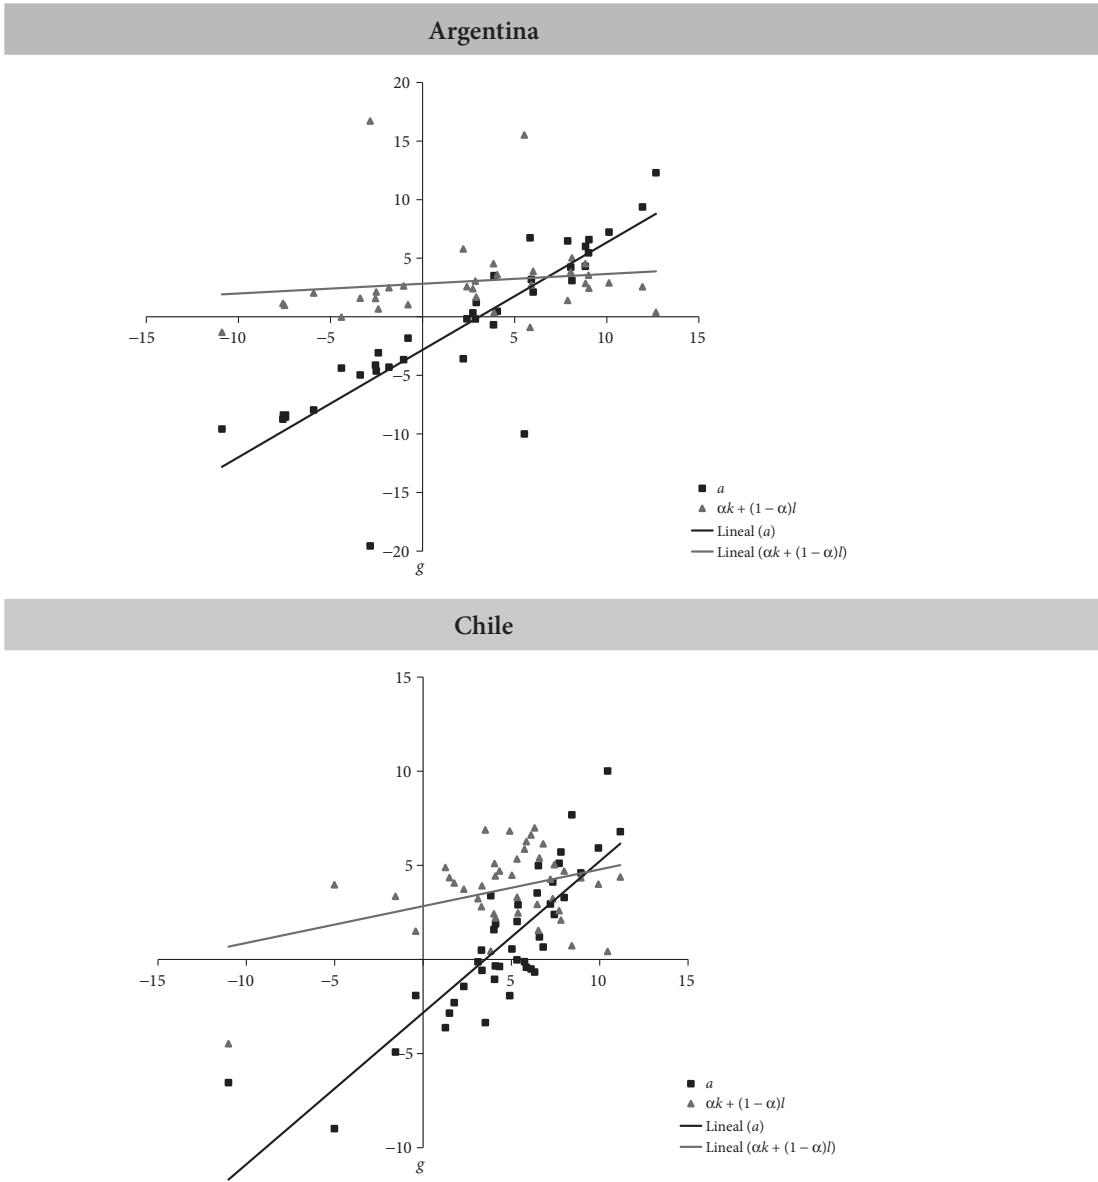 Argentina
20
15
10
5
−15 −10 −5 5 10 15
−5
−10
−15
−20
g
a
αk + (1 – α)l
Lineal (a)
Lineal (αk + (1 – α)l)
Chile
15
10
5
−15 −10 −5 5 10 15
−5
−10
g
a
αk + (1 – α)l
Lineal (a)
Lineal (αk + (1 – α)l)